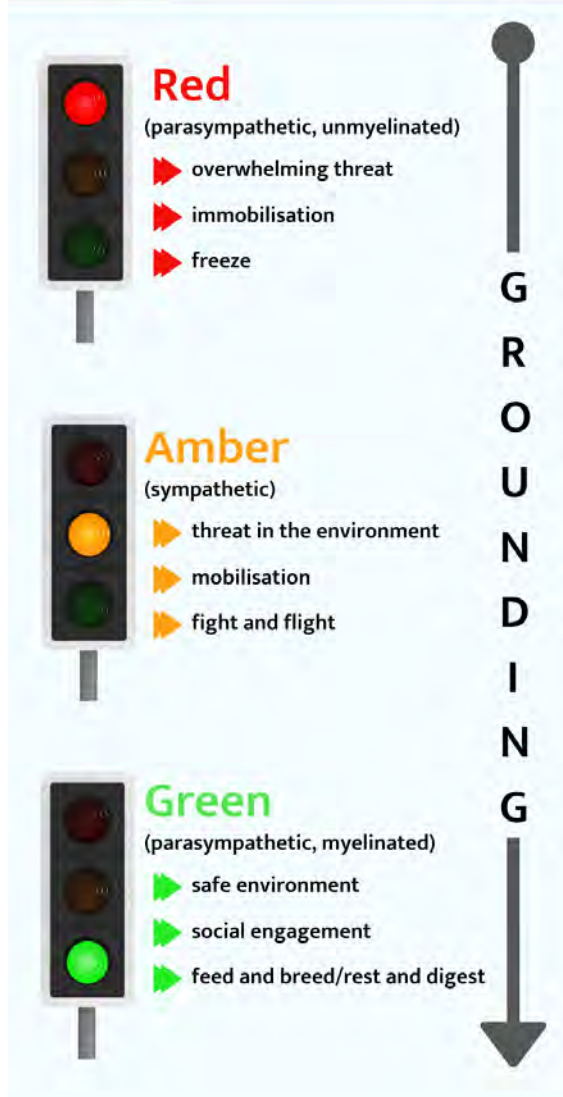 Red
(parasympathetic, unmyelinated)
overwhelming threat
immobilisation
freeze
Amber
(sympathetic)
threat in the environment
mobilisation
fight and flight
Green
(parasympathetic, myelinated)
safe environment
social engagement
feed and breed/rest and digest
GROUNDING